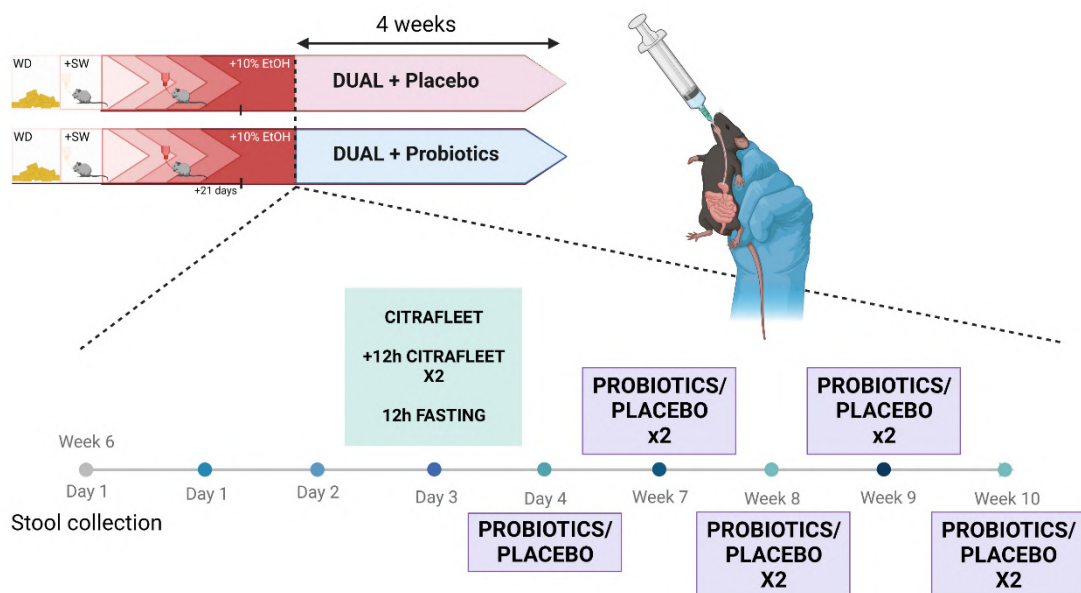 4 weeks
WD
+SW
+10% EtOH
DUAL + Placebo
WD
+SW
+10% EtOH
DUAL + Probiotics
+21 days
CITRAFLEET
+12h CITRAFLEET
X2
12h FASTING
PROBIOTICS/
PLACEBO
x2
PROBIOTICS/
PLACEBO
x2
Week 6
Day 1
Day 1
Day 2
Day 3
Day 4
Week 7
Week 8
Week 9
Week 10
Stool collection
PROBIOTICS/
PLACEBO
PROBIOTICS/
PLACEBO
X2
PROBIOTICS/
PLACEBO
X2